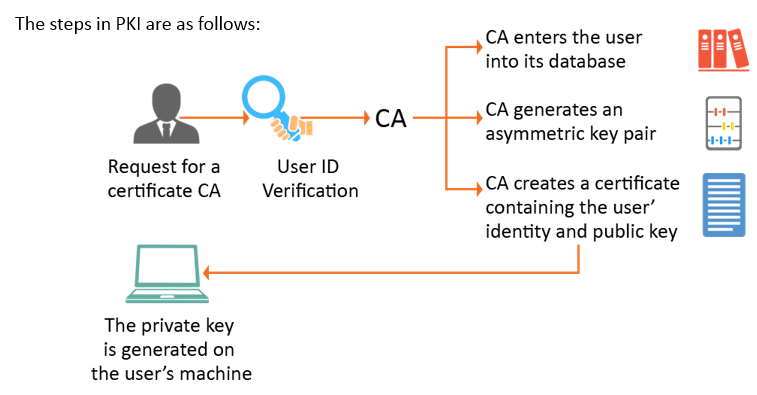 The steps in PKI are as follows:
CA enters the user
into its database
CA
CA generates an
asymmetric key pair
Request for a
certificate CA
User ID
Verification
CA creates a certificate
containing the user’
identity and public key
The private key
is generated on
the user’s machine